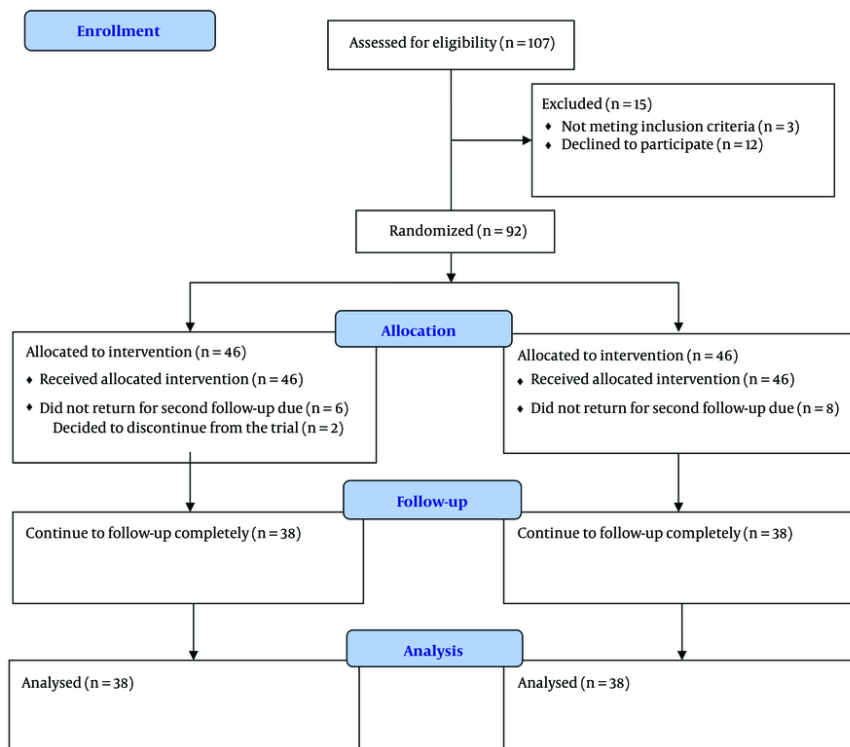 Enrollment
Assessed for eligibility (n = 107)
Excluded (n = 15)
♦ Not meting inclusion criteria (n = 3)
♦ Declined to participate (n = 12)
Randomized (n = 92)
Allocation
Allocated to intervention (n = 46)
♦ Received allocated intervention (n = 46)
♦ Did not return for second follow-up due (n = 6)
Decided to discontinue from the trial (n = 2)
Allocated to intervention (n = 46)
♦ Received allocated intervention (n = 46)
♦ Did not return for second follow-up due (n = 8)
Follow-up
Continue to follow-up completely (n = 38)
Continue to follow-up completely (n = 38)
Analysis
Analysed (n = 38)
Analysed (n = 38)